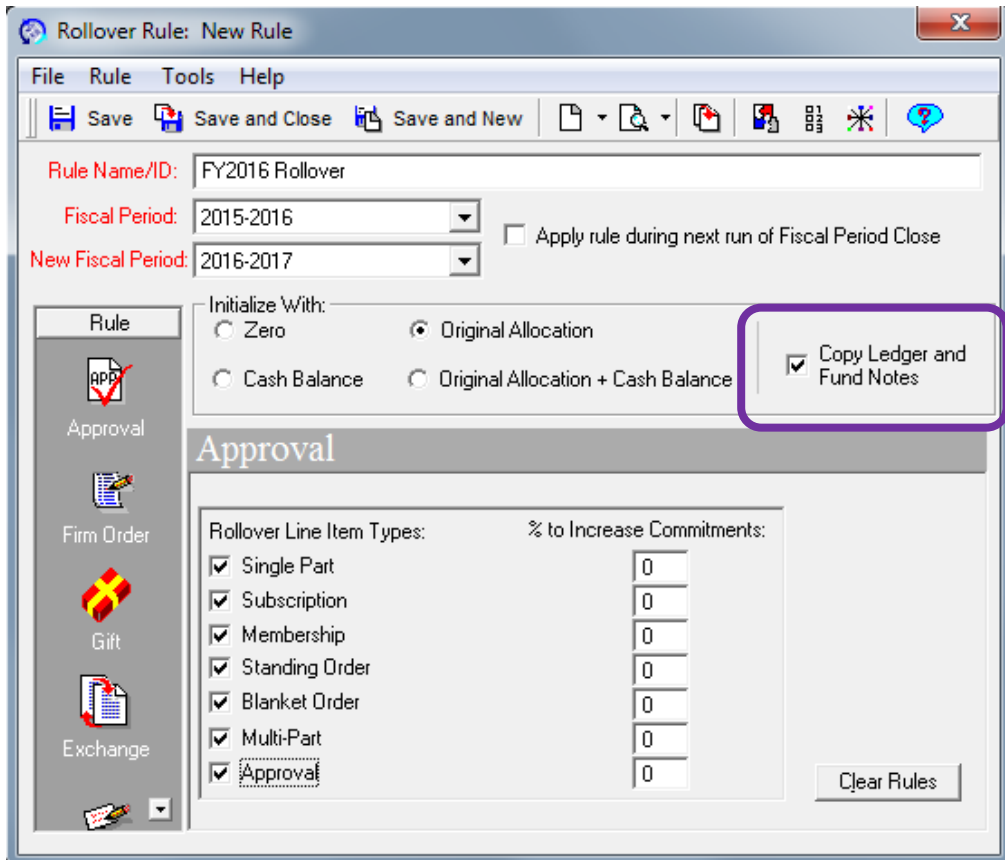 Rollover Rule: New Rule
x
File Rule Tools Help
Save Save and Close Save and New
Rule Name/ID: FY2016 Rollover
Fiscal Period: 2015-2016
Apply rule during next run of Fiscal Period Close
New Fiscal Period: 2016-2017
Rule
Initialize With:
Zero Original Allocation
Cash Balance Original Allocation + Cash Balance
Copy Ledger and
Fund Notes
APP
Approval
Firm Order
Gift
Exchange
Approval
Rollover Line Item Types: % to Increase Commitments:
Single Part 0
Subscription 0
Membership 0
Standing Order 0
Blanket Order 0
Multi-Part 0
Approval 0
Clear Rules